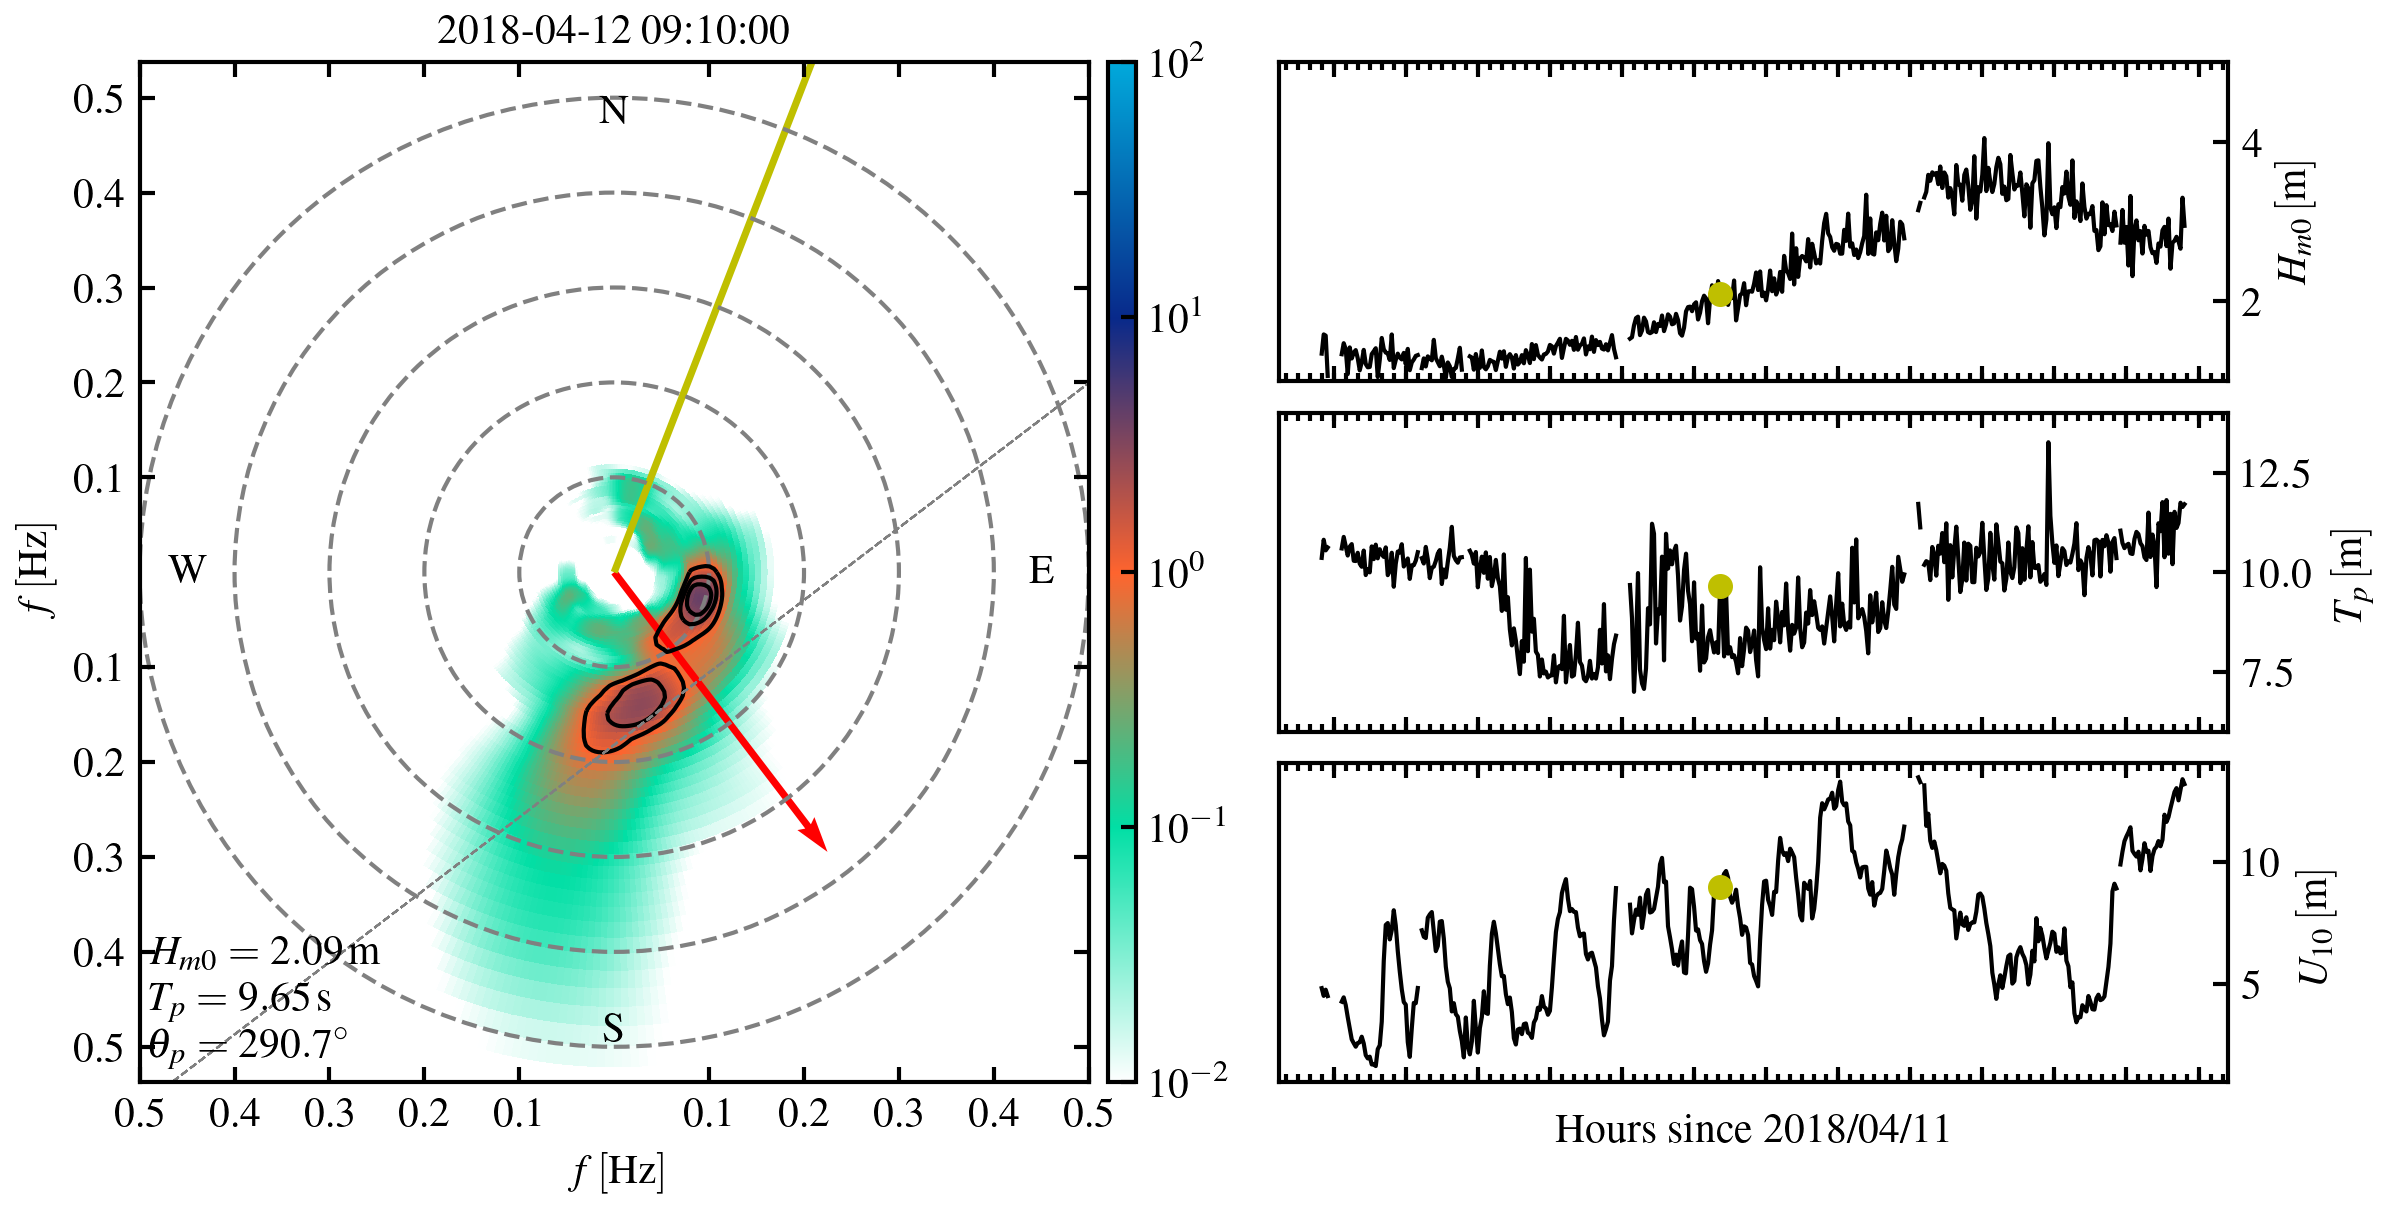 2018-04-12 09:10:00
0.5
0.4
0.3
0.2
0.1
0.1
0.2
0.3
0.4
0.5
f [Hz]
N
W
E
S
H_{m0} = 2.09 m
T_p = 9.65 s
θ_p = 290.7°
0.5 0.4 0.3 0.2 0.1 0.1 0.2 0.3 0.4 0.5
f [Hz]
10²
10¹
10⁰
10⁻¹
10⁻²
4
2
H_{m0} [m]
12.5
10.0
7.5
T_p [m]
10
5
U_{10} [m]
Hours since 2018/04/11